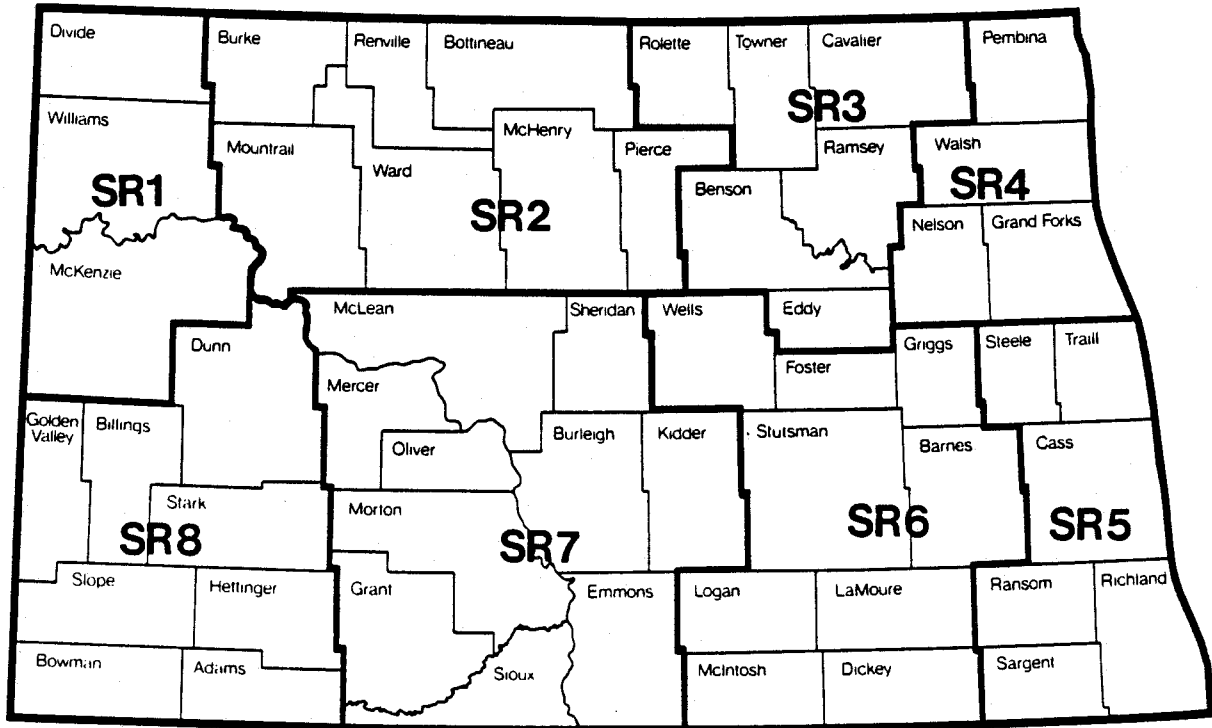 Divide
Burke
Renville
Bottineau
Rolette
Towner
Cavalier
Pembina
Williams
Mountrail
Ward
McHenry
Pierce
SR3
Ramsey
Walsh
SR1
SR2
Benson
SR4
Nelson
Grand Forks
McKenzie
McLean
Sheridan
Wells
Eddy
Dunn
Griggs
Steele
Traill
Mercer
Foster
Golden
Valley
Billings
Oliver
Burleigh
Kidder
Stutsman
Barnes
Cass
Stark
Morton
SR8
SR7
SR6
SR5
Slope
Hettinger
Grant
Emmons
Logan
LaMoure
Ransom
Richland
Bowman
Adams
Sioux
McIntosh
Dickey
Sargent